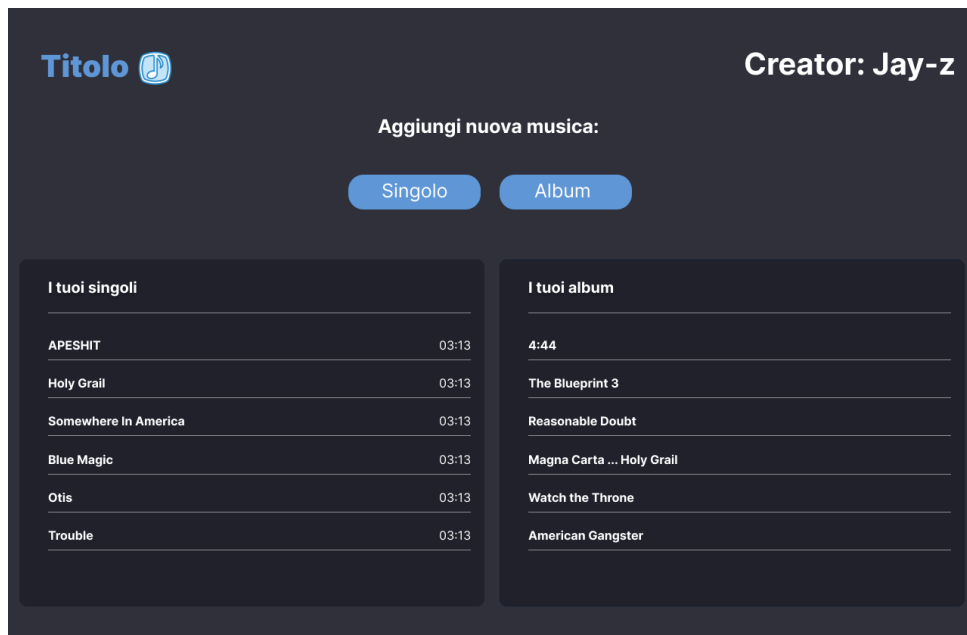 Titolo
Creator: Jay-z
Aggiungi nuova musica:
Singolo
Album
I tuoi singoli
APESHIT 03:13
Holy Grail 03:13
Somewhere In America 03:13
Blue Magic 03:13
Otis 03:13
Trouble 03:13
I tuoi album
4:44
The Blueprint 3
Reasonable Doubt
Magna Carta ... Holy Grail
Watch the Throne
American Gangster